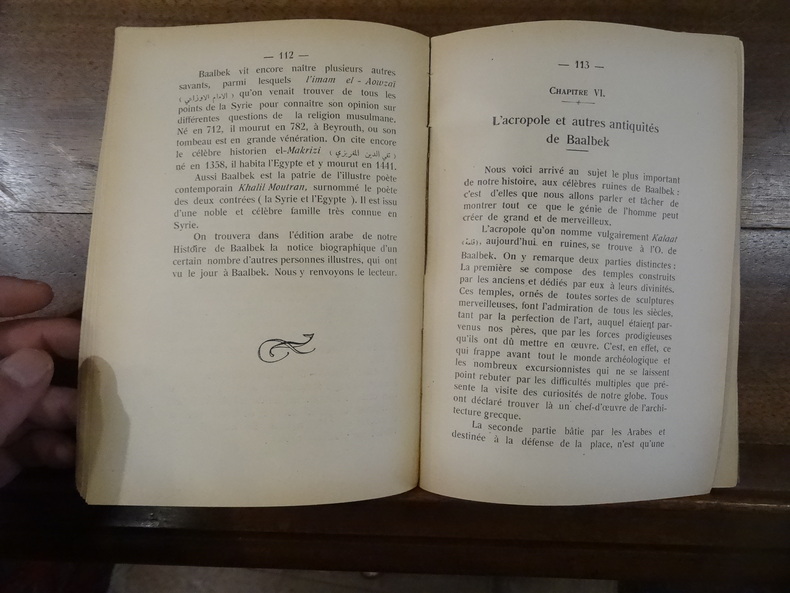 — 112 —
Baalbek vit encore naître plusieurs autres
savants, parmi lesquels l'imam el - Aowzai
(الامام الاوزاعي) qu'on venait trouver de tous les
points de la Syrie pour connaître son opinion sur
différentes questions de la religion musulmane.
Né en 712, il mourut en 782, à Beyrouth, ou son
tombeau est en grande vénération. On cite encore
le célèbre historien el-Makrizi (تقي الدين المقريزي)
né en 1358, il habita l'Egypte et y mourut en 1441.
Aussi Baalbek est la patrie de l'illustre poête
contemporain Khalil Moutran, surnommé le poête
des deux contrées ( la Syrie et l'Egypte ). Il est issu
d'une noble et célèbre famille très connue en
Syrie.
On trouvera dans l'édition arabe de notre
Histoire de Baalbek la notice biographique d'un
certain nombre d'autres personnes illustres, qui ont
vu le jour à Baalbek. Nous y renvoyons le lecteur.
— 113 —
CHAPITRE VI.
L'acropole et autres antiquités
de Baalbek
Nous voici arrivé au sujet le plus important
de notre histoire, aux célèbres ruines de Baalbek :
c'est d'elles que nous allons parler et tâcher de
montrer tout ce que le génie de l'homme peut
créer de grand et de merveilleux.
L'acropole qu'on nomme vulgairement Kalaat
(قلعة), aujourd'hui en ruines, se trouve à l'O. de
Baalbek. On y remarque deux parties distinctes :
La première se compose des temples construits
par les anciens et dédiés par eux à leurs divinités.
Ces temples, ornés de toutes sortes de sculptures
merveilleuses, font l'admiration de tous les siècles,
tant par la perfection de l'art, auquel étaient par-
venus nos pères, que par les forces prodigieuses
qu'ils ont dû mettre en œuvre. C'est, en effet, ce
qui frappe avant tout le monde archéologique et
les nombreux excursionnistes qui ne se laissent
point rebuter par les difficultés multiples que pré-
sente la visite des curiosités de notre globe. Tous
ont déclaré trouver là un chef-d'œuvre de l'archi-
tecture grecque.
La seconde partie bâtie par les Arabes et
destinée à la défense de la place, n'est qu'une